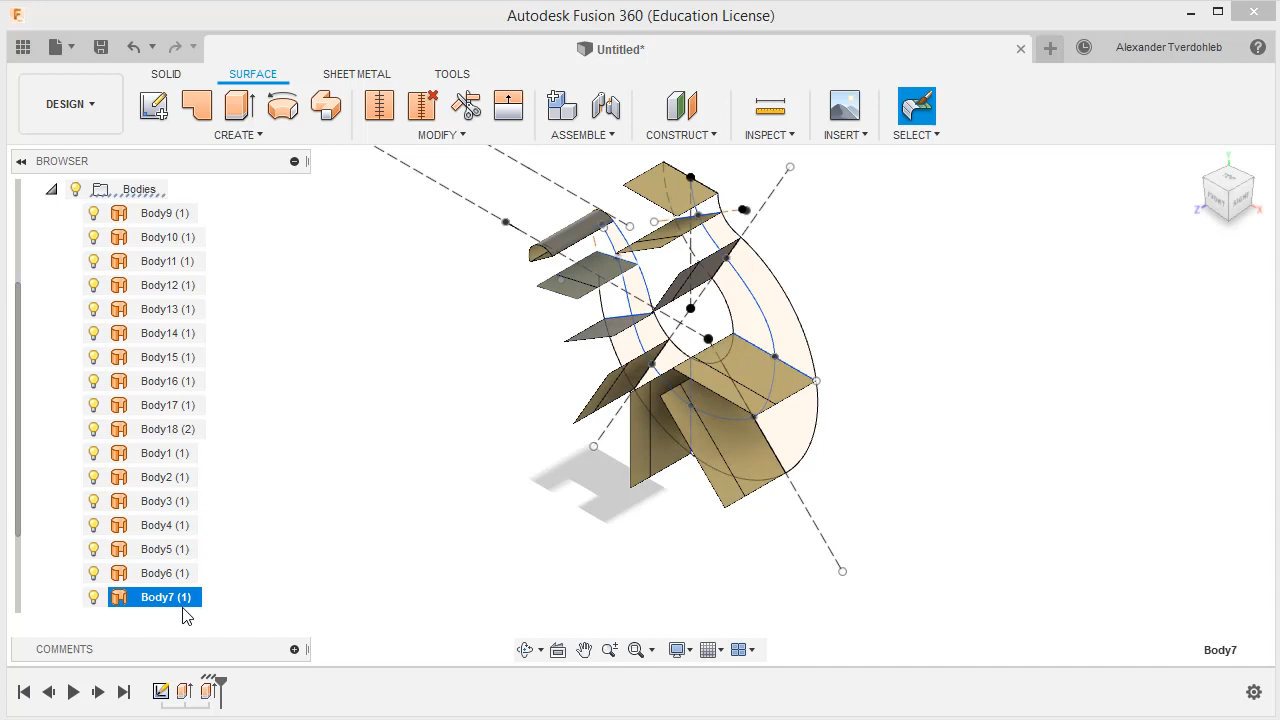 Autodesk Fusion 360 (Education License)
Untitled*
Alexander Tverdohleb
SOLID
SURFACE
SHEET METAL
TOOLS
DESIGN
CREATE
MODIFY
ASSEMBLE
CONSTRUCT
INSPECT
INSERT
SELECT
BROWSER
Bodies
Body9 (1)
Body10 (1)
Body11 (1)
Body12 (1)
Body13 (1)
Body14 (1)
Body15 (1)
Body16 (1)
Body17 (1)
Body18 (2)
Body1 (1)
Body2 (1)
Body3 (1)
Body4 (1)
Body5 (1)
Body6 (1)
Body7 (1)
COMMENTS
Body7